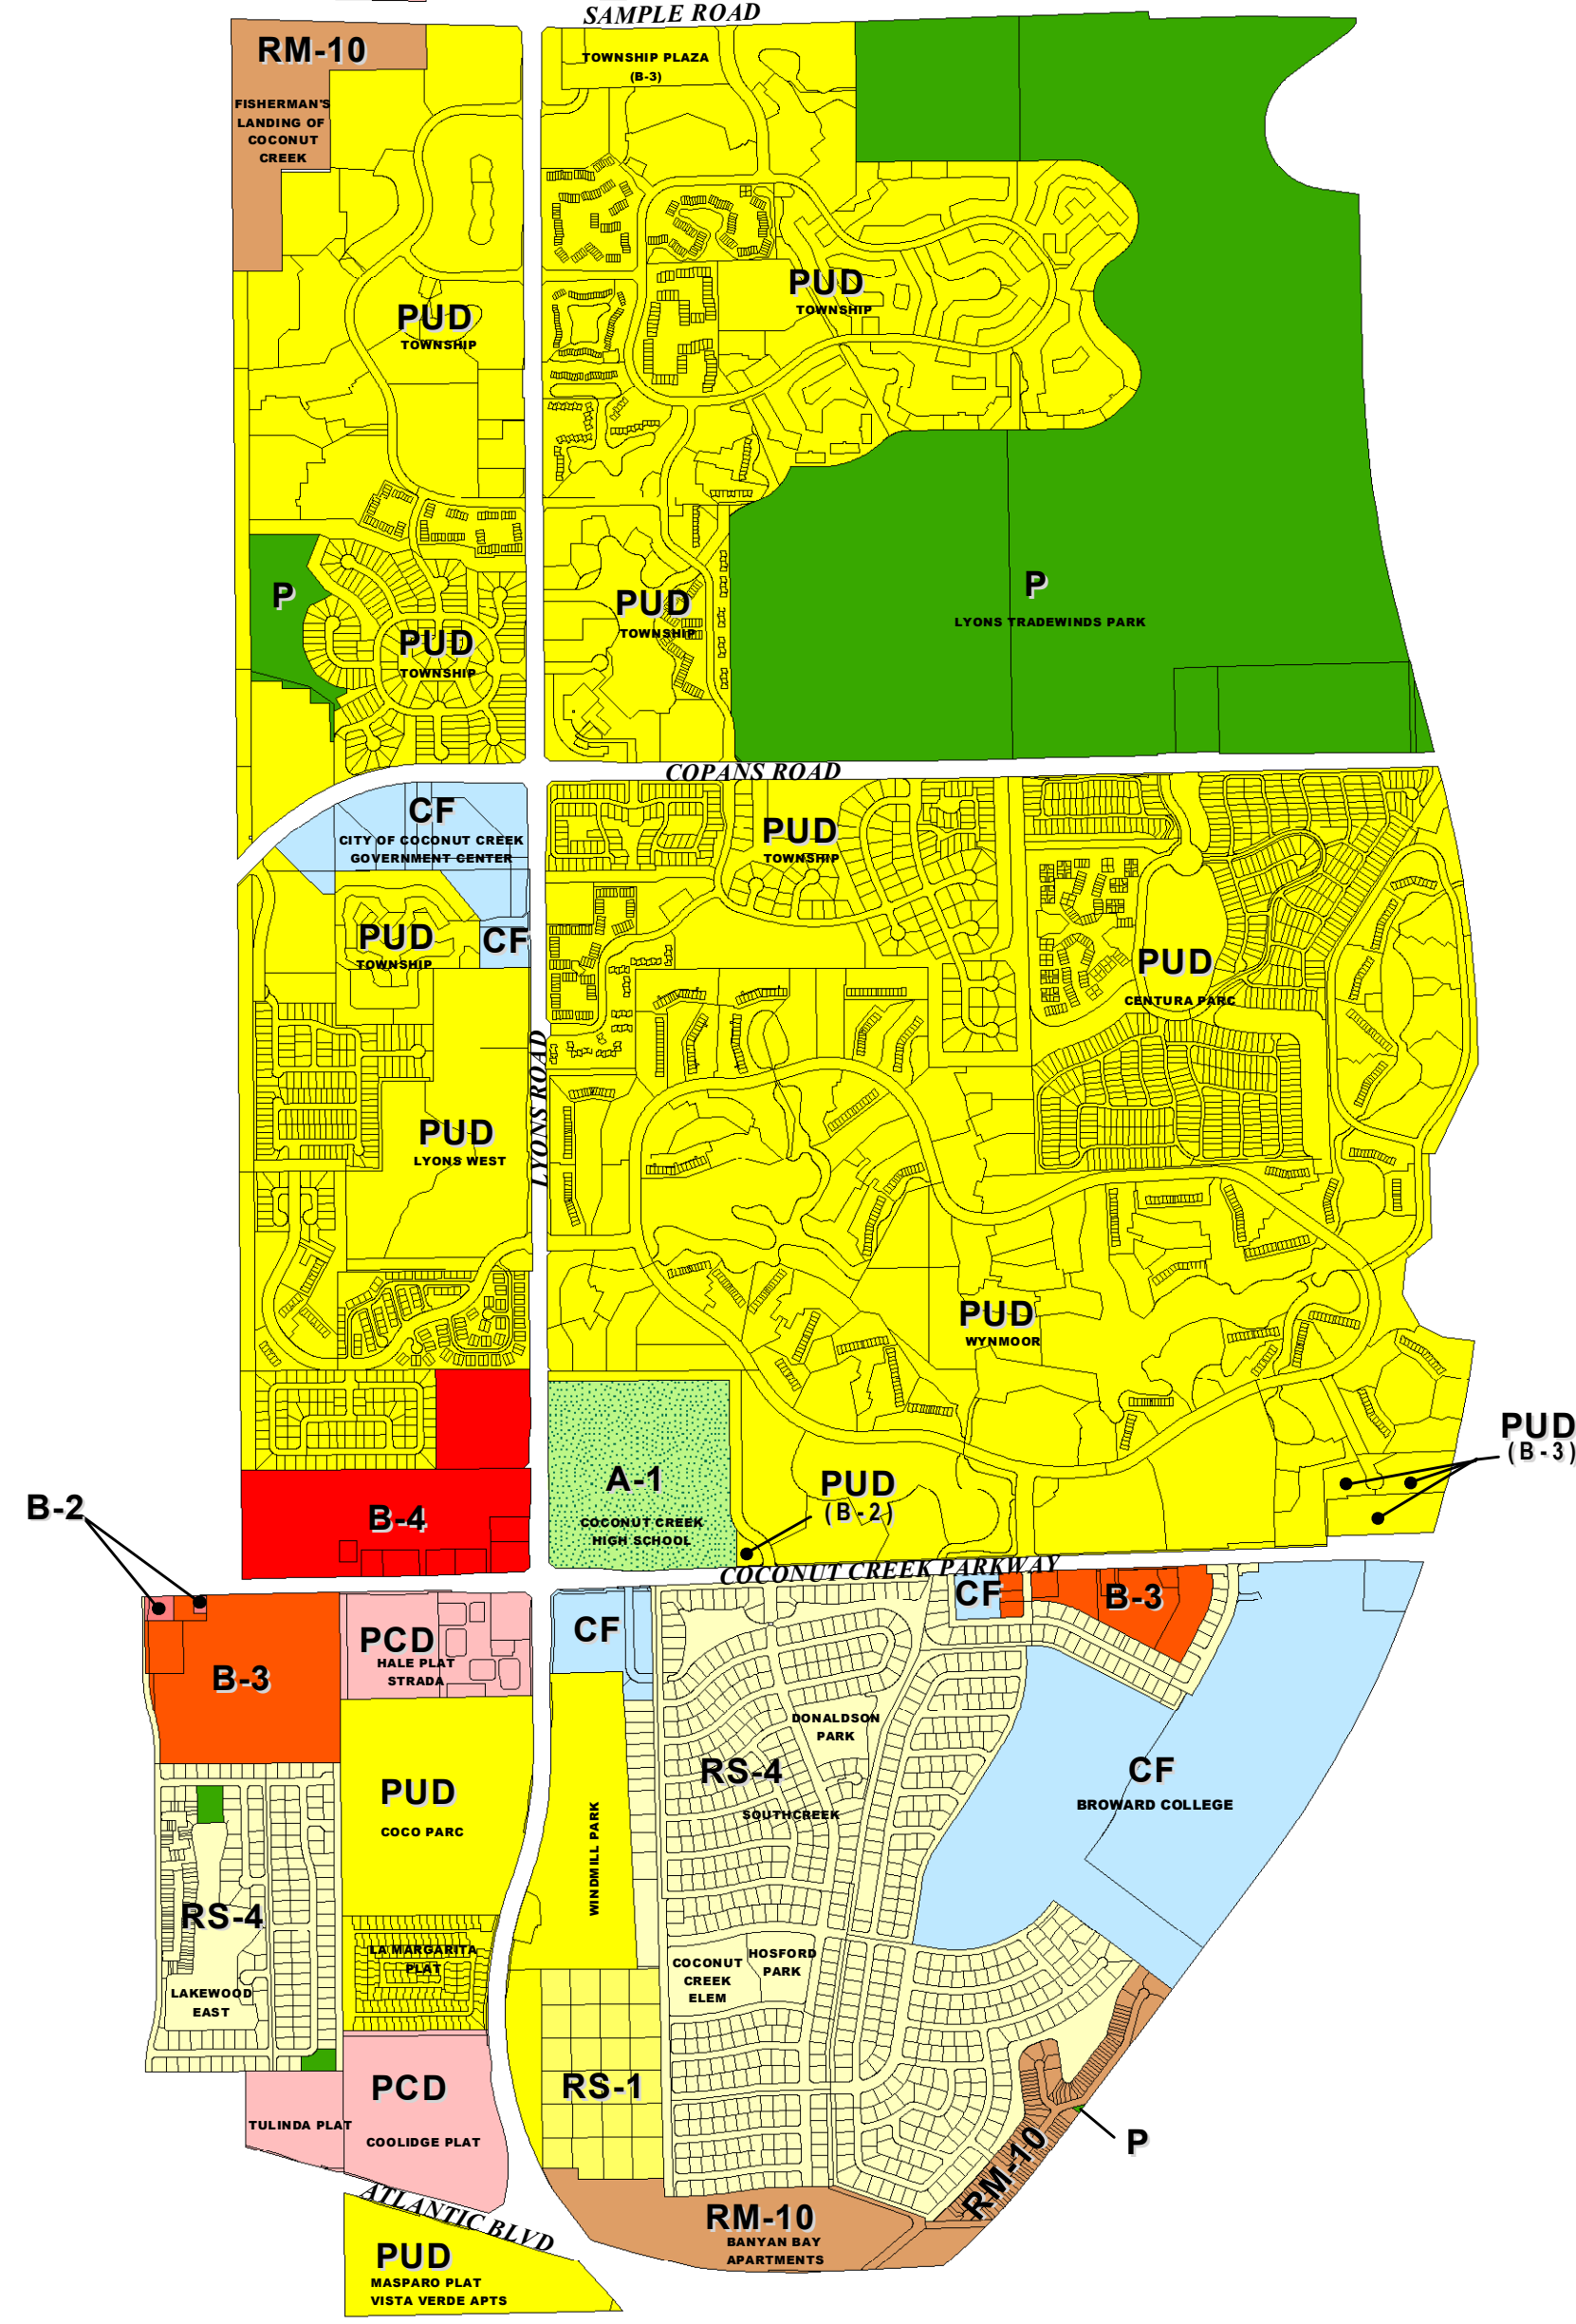 SAMPLE ROAD
RM-10
TOWNSHIP PLAZA
(B-3)
FISHERMAN'S
LANDING OF
COCONUT
CREEK
PUD
TOWNSHIP
PUD
TOWNSHIP
P
PUD
TOWNSHIP
PUD
TOWNSHIP
P
LYONS TRADEWINDS PARK
COPANS ROAD
CF
CITY OF COCONUT CREEK
GOVERNMENT CENTER
PUD
TOWNSHIP
PUD
TOWNSHIP
CF
PUD
CENTURA PARC
LYONS ROAD
PUD
LYONS WEST
PUD
WYNMOOR
PUD
(B-3)
A-1
COCONUT CREEK
HIGH SCHOOL
PUD
(B-2)
B-2
B-4
COCONUT CREEK PARKWAY
CF
B-3
CF
PCD
HALE PLAT
STRADA
B-3
DONALDSON
PARK
RS-4
SOUTHCREEK
CF
BROWARD COLLEGE
PUD
COCO PARC
WINDMILL PARK
RS-4
LAKEWOOD
EAST
LA MARGARITA
PLAT
COCONUT
CREEK
ELEM
HOSFORD
PARK
PCD
TULINDA PLAT
COOLIDGE PLAT
RS-1
P
RM-10
ATLANTIC BLVD
RM-10
BANYAN BAY
APARTMENTS
PUD
MASPARO PLAT
VISTA VERDE APTS